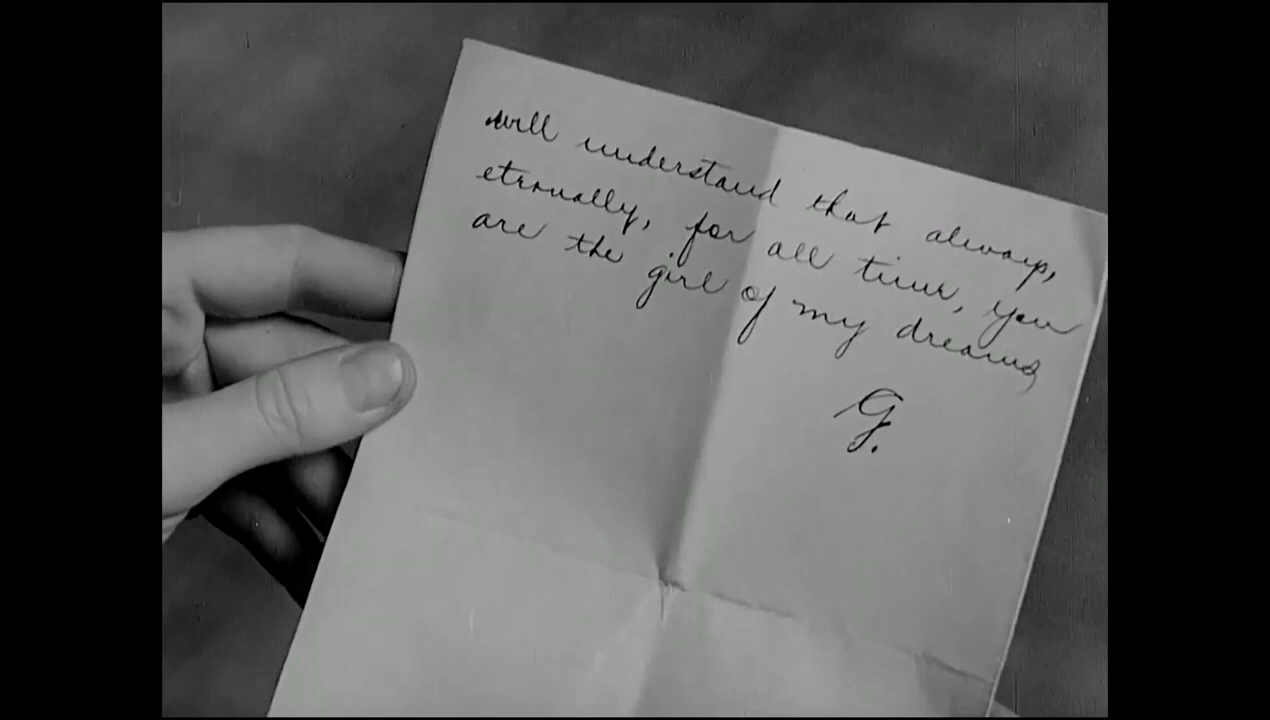 will understand that always,
eternally, for all time, you
are the girl of my dreams
G.